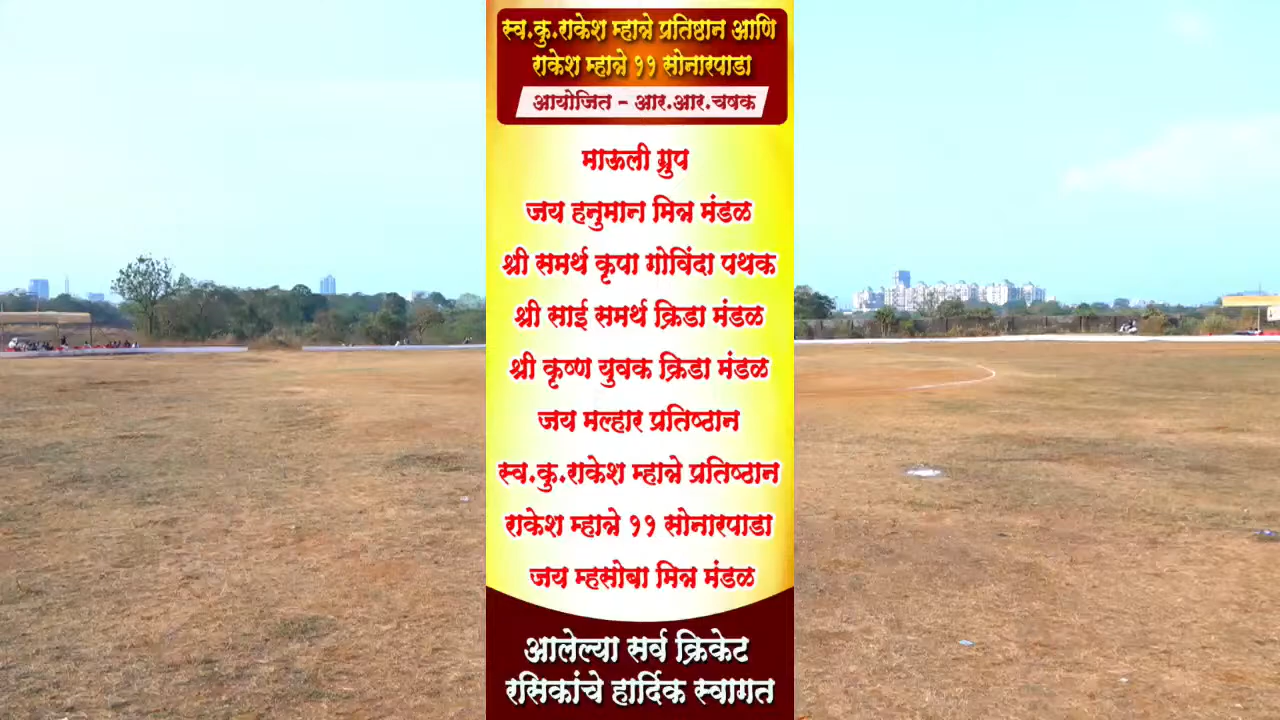 स्व.कु.राकेश म्हात्रे प्रतिष्ठान आणि
राकेश म्हात्रे ११ सोनारपाडा
आयोजित - आर.आर.चषक
माऊली ग्रुप
जय हनुमान मित्र मंडळ
श्री समर्थ कृपा गोविंदा पथक
श्री साई समर्थ क्रिडा मंडळ
श्री कृष्ण युवक क्रिडा मंडळ
जय मल्हार प्रतिष्ठान
स्व.कु.राकेश म्हात्रे प्रतिष्ठान
राकेश म्हात्रे ११ सोनारपाडा
जय म्हसोबा मित्र मंडळ
आलेल्या सर्व क्रिकेट
रसिकांचे हार्दिक स्वागत